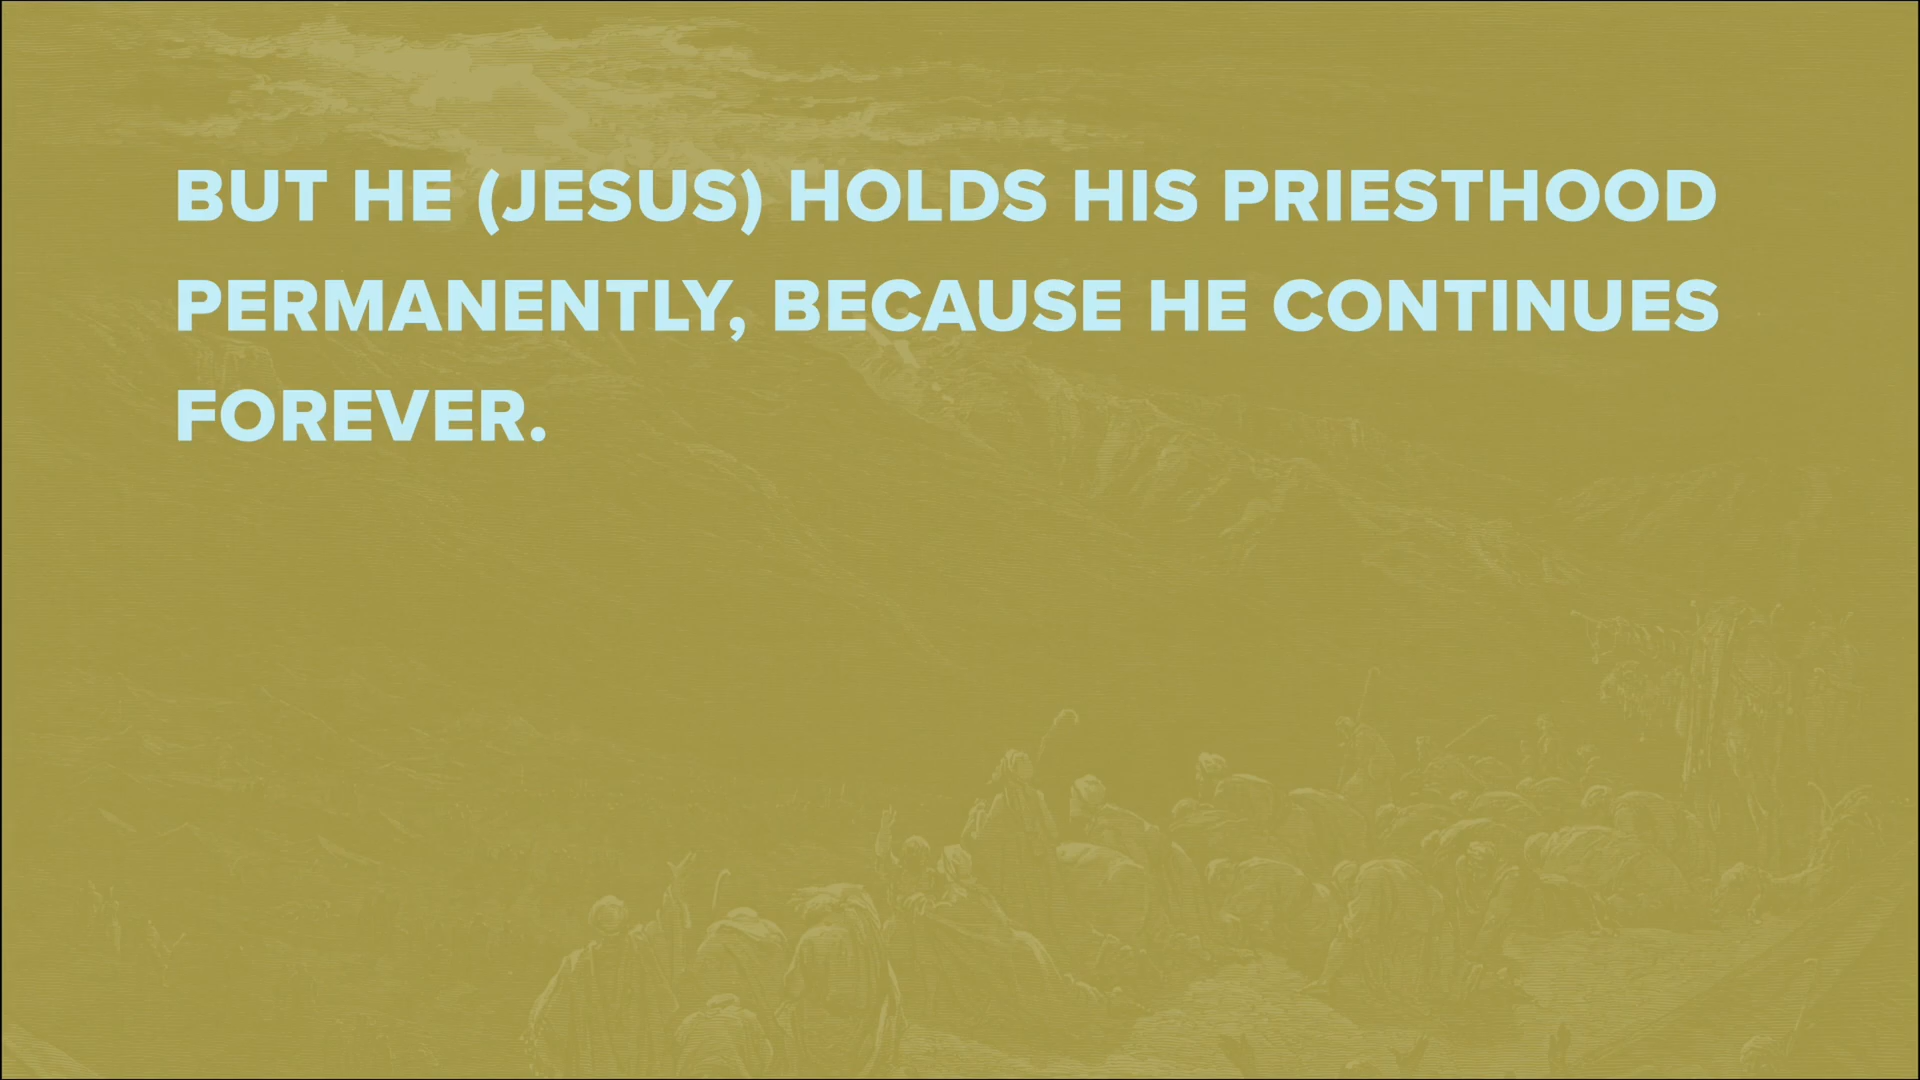 BUT HE (JESUS) HOLDS HIS PRIESTHOOD
PERMANENTLY, BECAUSE HE CONTINUES
FOREVER.